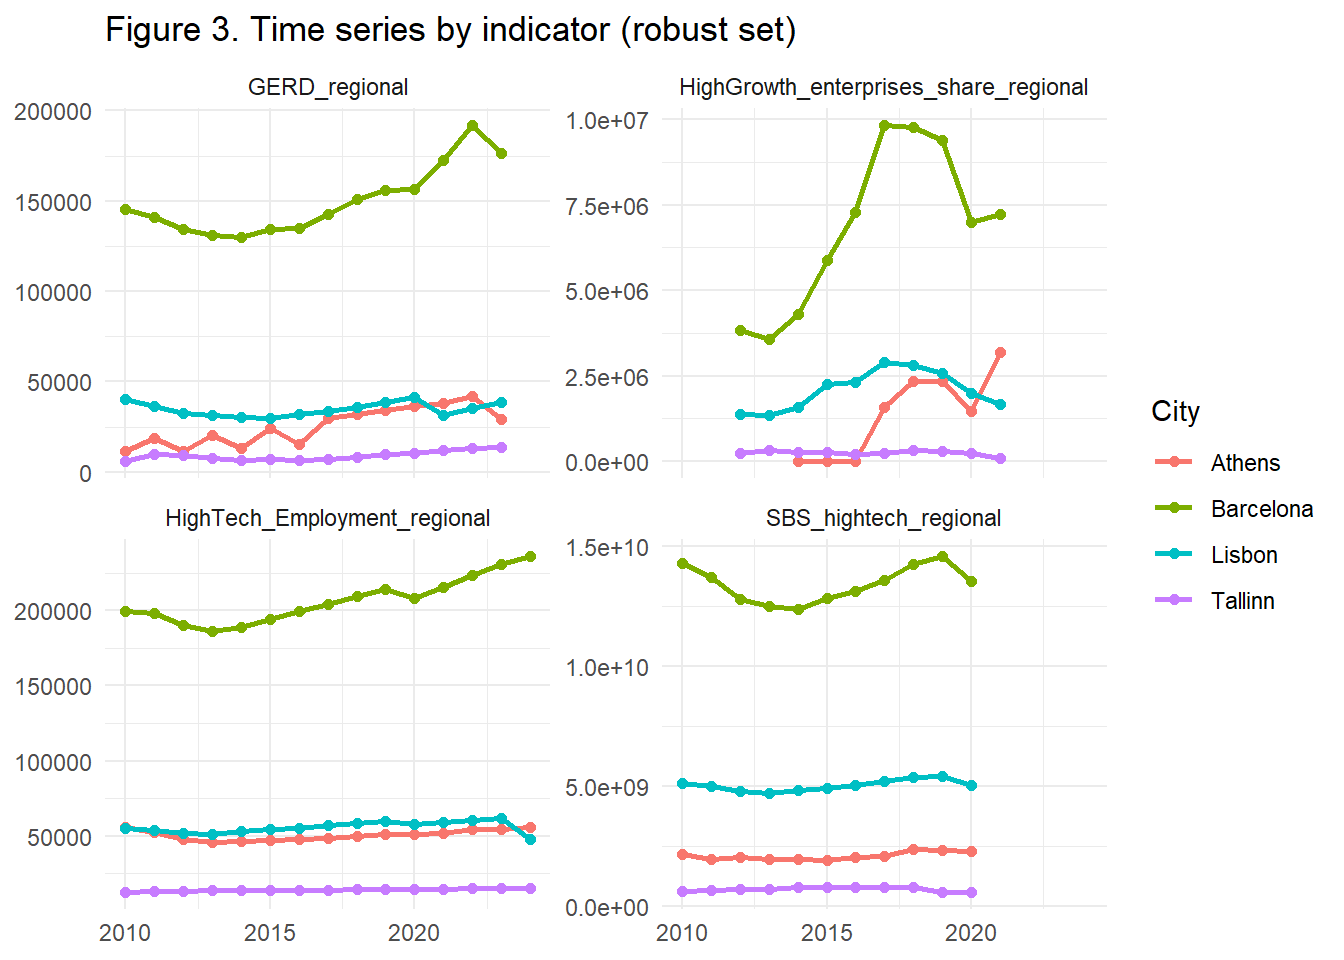 Figure 3. Time series by indicator (robust set)
GERD_regional
HighGrowth_enterprises_share_regional
200000
150000
100000
50000
0
1.0e+07
7.5e+06
5.0e+06
2.5e+06
0.0e+00
HighTech_Employment_regional
SBS_hightech_regional
200000
150000
100000
50000
1.5e+10
1.0e+10
5.0e+09
0.0e+00
2010 2015 2020
2010 2015 2020
City
Athens
Barcelona
Lisbon
Tallinn